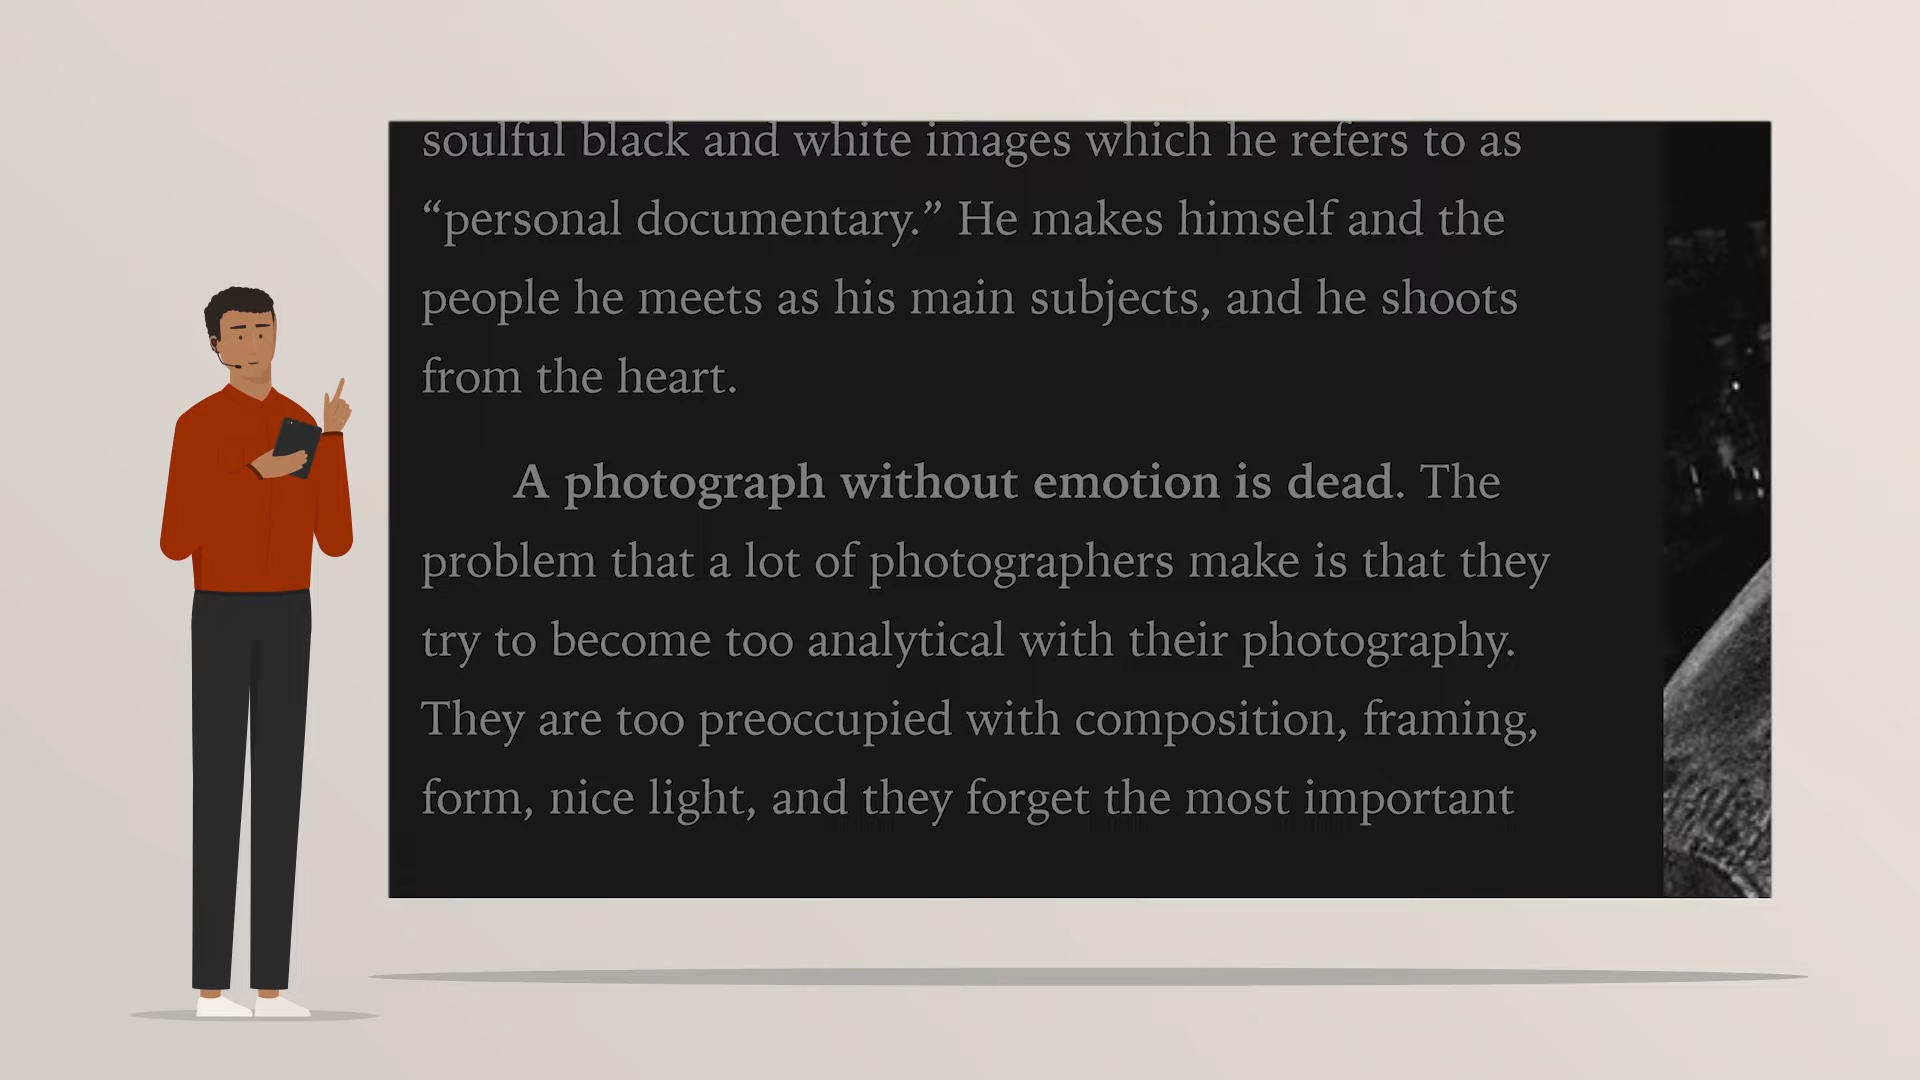 soulful black and white images which he refers to as
“personal documentary.” He makes himself and the
people he meets as his main subjects, and he shoots
from the heart.
A photograph without emotion is dead. The
problem that a lot of photographers make is that they
try to become too analytical with their photography.
They are too preoccupied with composition, framing,
form, nice light, and they forget the most important